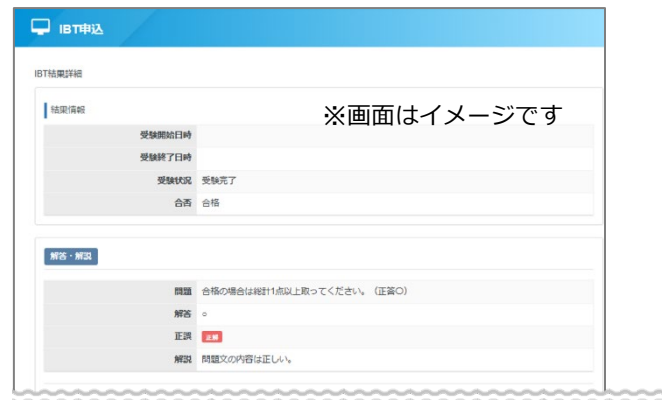 IBT申込
IBT結果詳細
結果情報
※画面はイメージです
受験開始日時
受験終了日時
受験状況 受験完了
合否 合格
解答・解説
問題 合格の場合は総計1点以上取ってください。（正答〇）
解答 ○
正誤 正解
解説 問題文の内容は正しい。